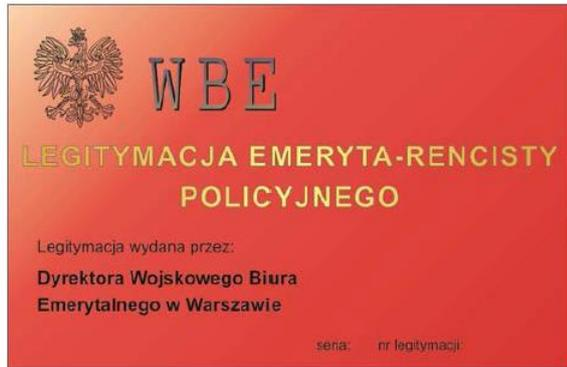 WBE
LEGITYMACJA EMERYTA-RENCISTY
POLICYJNEGO
Legitymacja wydana przez:
Dyrektora Wojskowego Biura
Emerytalnego w Warszawie
seria: nr legitymacji: